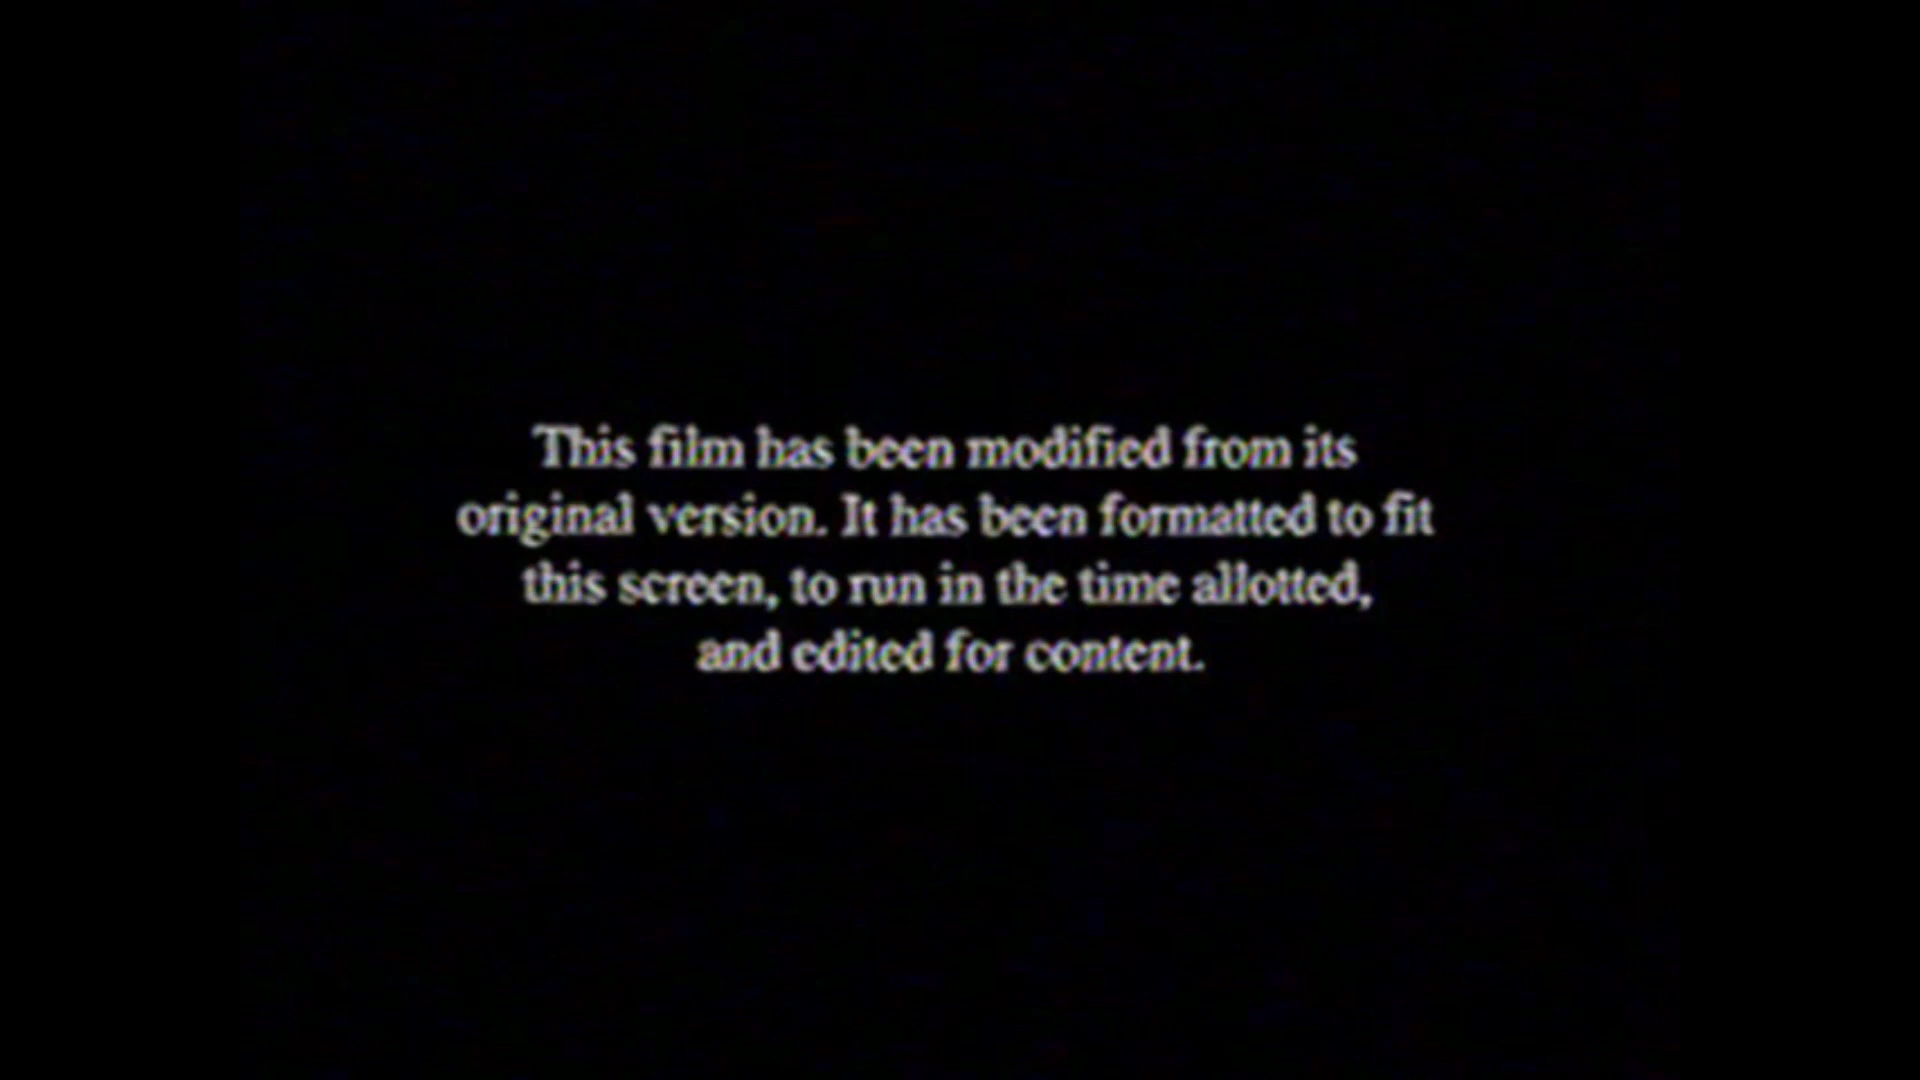 This film has been modified from its
original version. It has been formatted to fit
this screen, to run in the time allotted,
and edited for content.